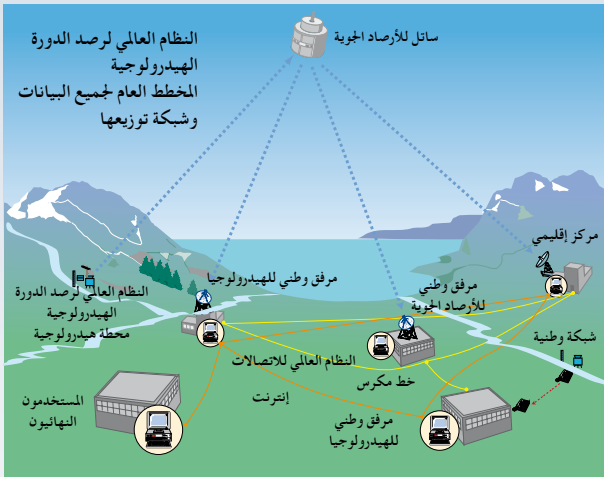 النظام العالمي لرصد الدورة
الهيدرولوجية
المخطط العام لجميع البيانات
وشبكة توزيعها
ساتل للأرصاد الجوية
مركز إقليمي
مرفق وطني للهيدرولوجيا
مرفق وطني
للأرصاد الجوية
النظام العالمي لرصد الدورة
الهيدرولوجية
محطة هيدرولوجية
شبكة وطنية
النظام العالمي للاتصالات
خط مكرس
إنترنت
المستخدمون
النهائيون
مرفق وطني
للهيدرولوجيا